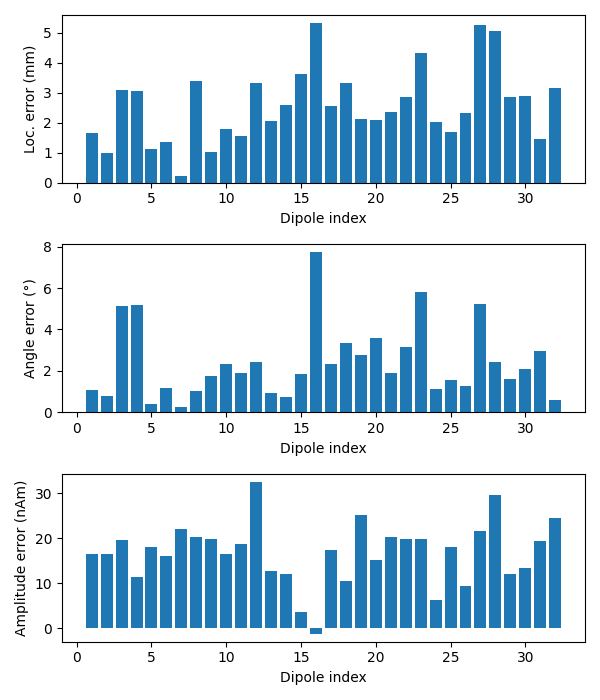 Loc. error (mm)
5
4
3
2
1
0
0 5 10 15 20 25 30
Dipole index
Angle error (°)
8
6
4
2
0
0 5 10 15 20 25 30
Dipole index
Amplitude error (nAm)
30
20
10
0
0 5 10 15 20 25 30
Dipole index